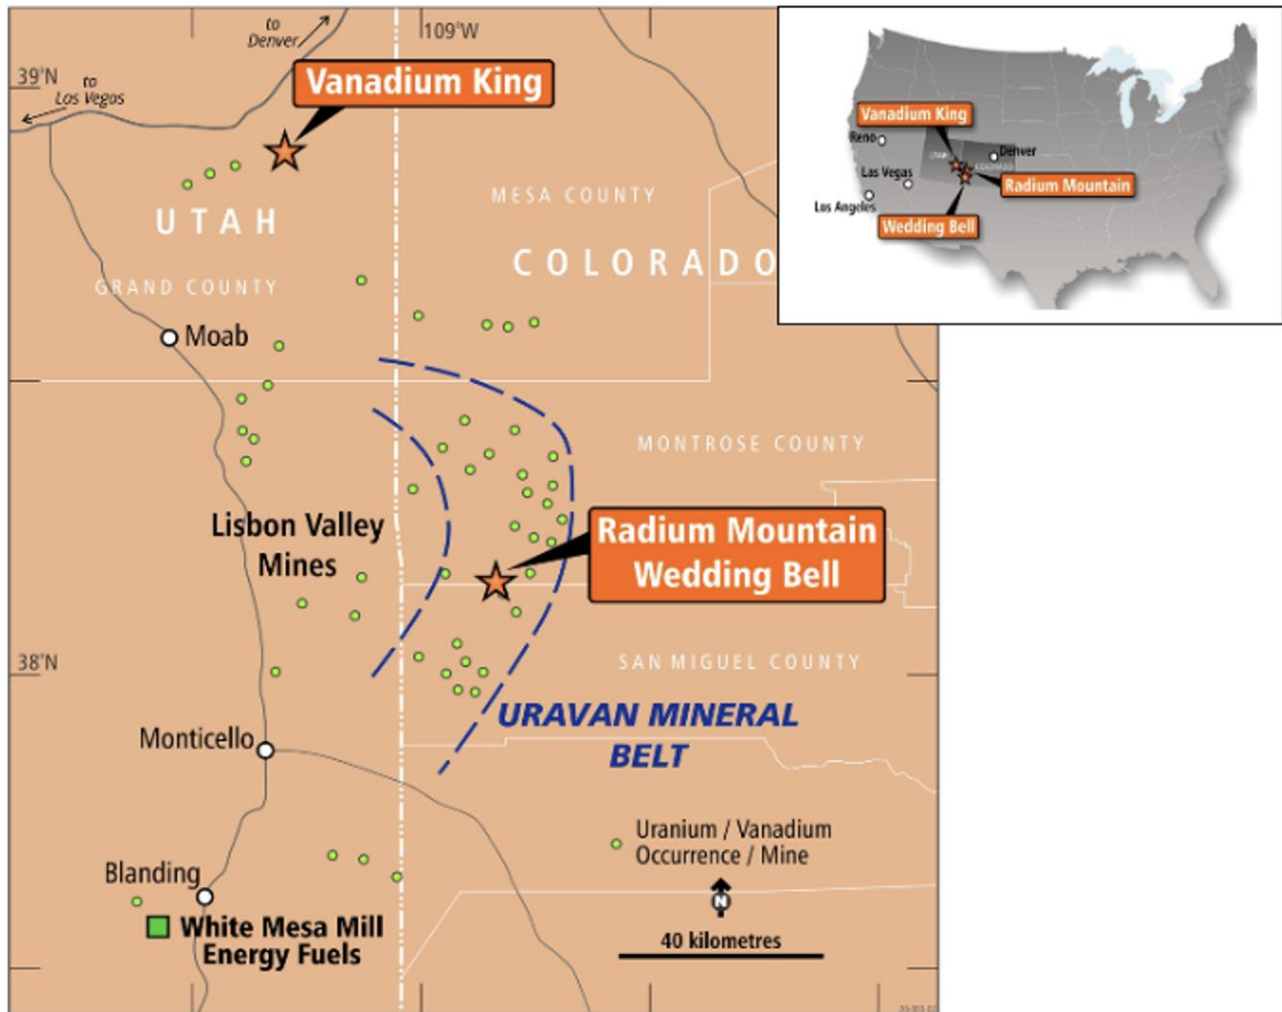 to
Denver
109°W
39°N
to
Los Vegas
Vanadium King
UTAH
MESA COUNTY
COLORADO
GRAND COUNTY
Moab
MONTROSE COUNTY
Lisbon Valley
Mines
Radium Mountain
Wedding Bell
38°N
SAN MIGUEL COUNTY
URAVAN MINERAL
BELT
Monticello
Uranium / Vanadium
Occurrence / Mine
N
40 kilometres
Blanding
White Mesa Mill
Energy Fuels
Vanadium King
Reno
Denver
UTAH
COLORADO
Las Vegas
Radium Mountain
Los Angeles
Wedding Bell